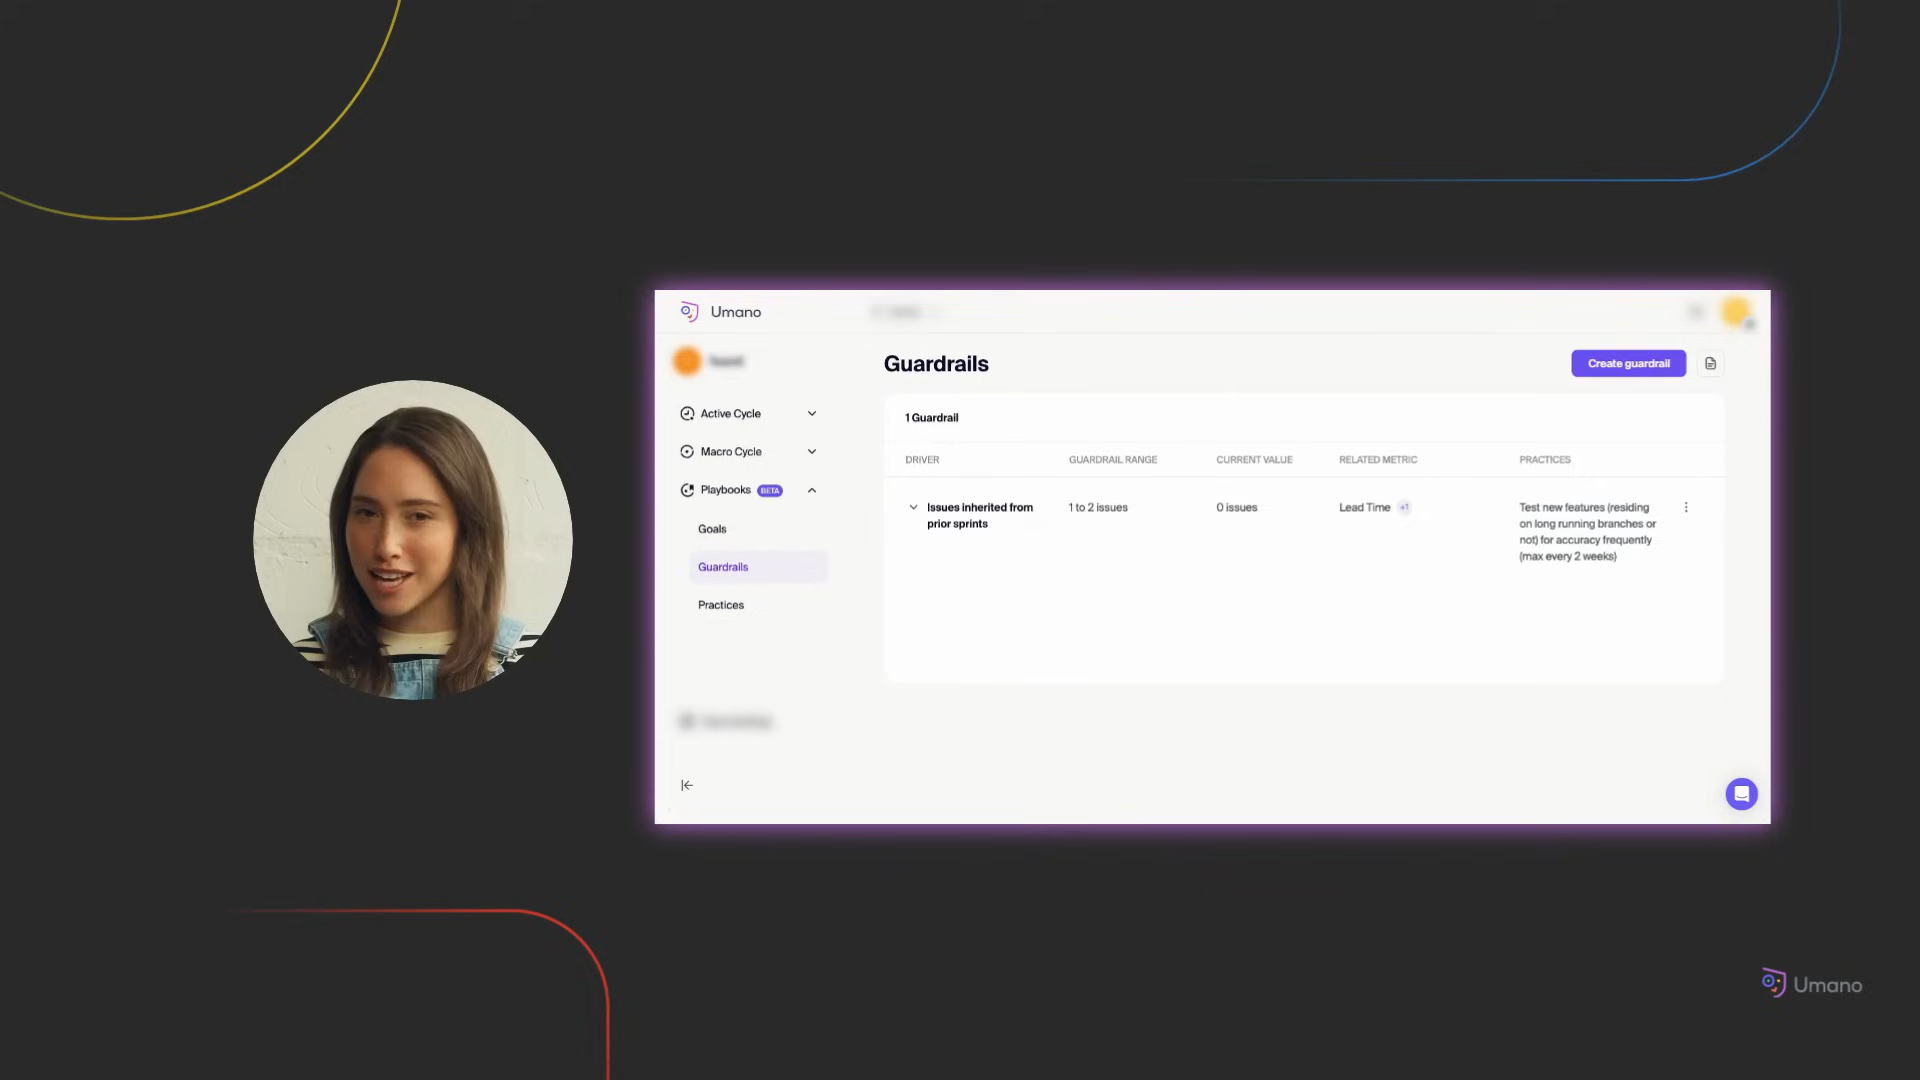 Umano
Guardrails
Create guardrail
Active Cycle
Macro Cycle
Playbooks BETA
Goals
Guardrails
Practices
1 Guardrail
DRIVER GUARDRAIL RANGE CURRENT VALUE RELATED METRIC PRACTICES
Issues inherited from
prior sprints
1 to 2 issues
0 issues
Lead Time +1
Test new features (residing
on long running branches or
not) for accuracy frequently
(max every 2 weeks)
Umano